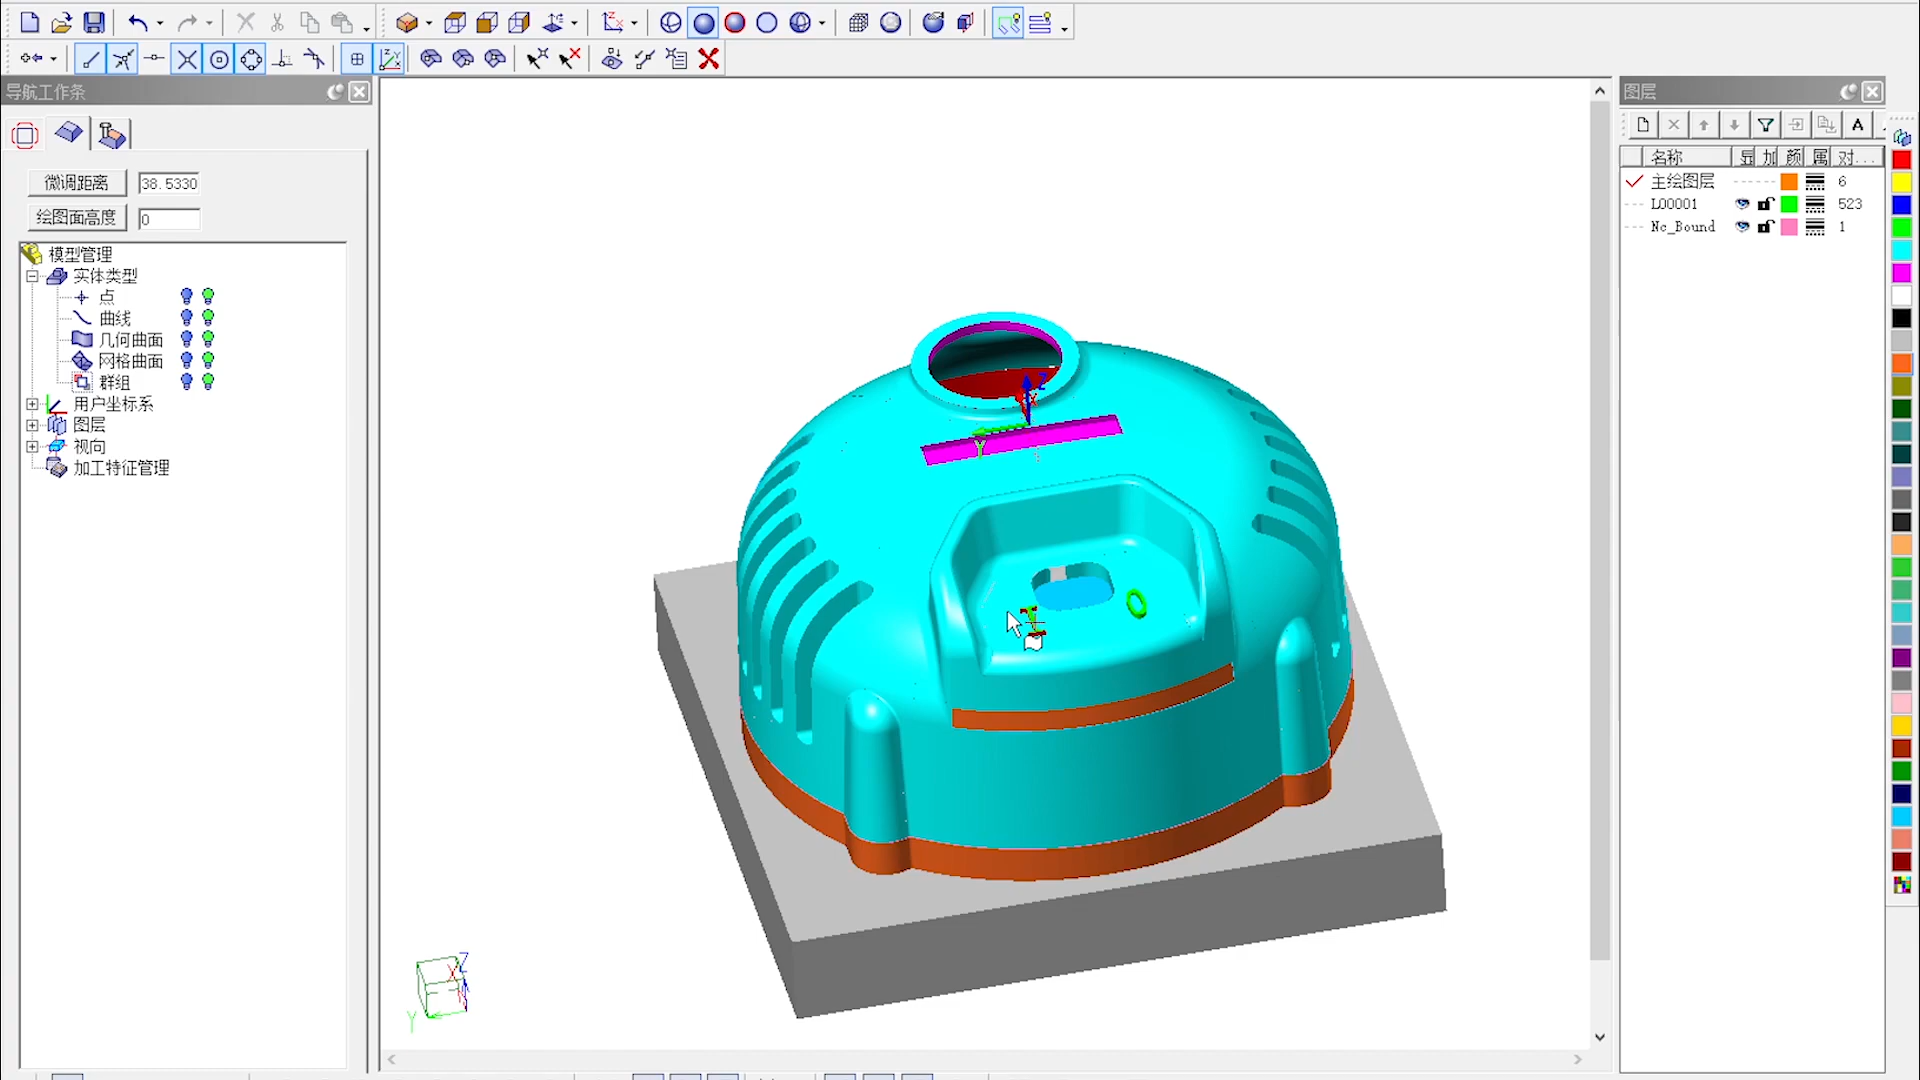 导航工作条
图层
微调距离 38.5330
绘图面高度 0
模型管理
实体类型
点
曲线
几何曲面
网格曲面
群组
用户坐标系
图层
视向
加工特征管理
A
名称 显 加 颜 属 对...
主绘图层 6
L00001 523
Nc_Bound 1
Z
X
Y
Z
X
Y